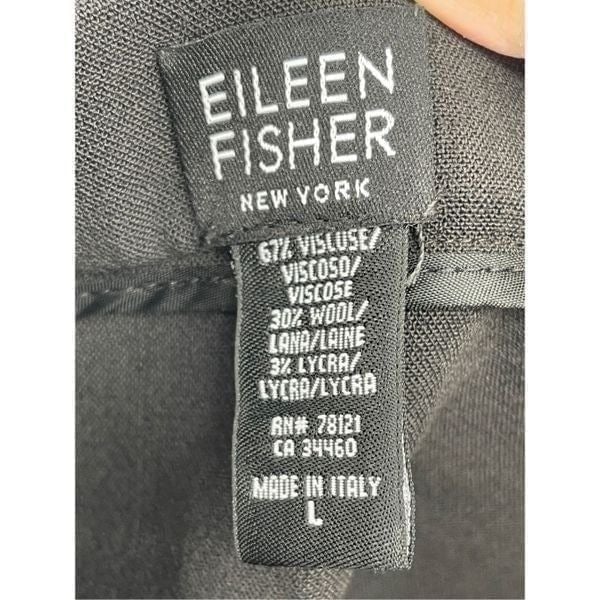 EILEEN
FISHER
NEW YORK
67% VISCOSE/
VISCOSO/
VISCOSE
30% WOOL/
LANA/LAINE
3% LYCRA/
LYCRA/LYCRA
RN# 78121
CA 34460
MADE IN ITALY
L